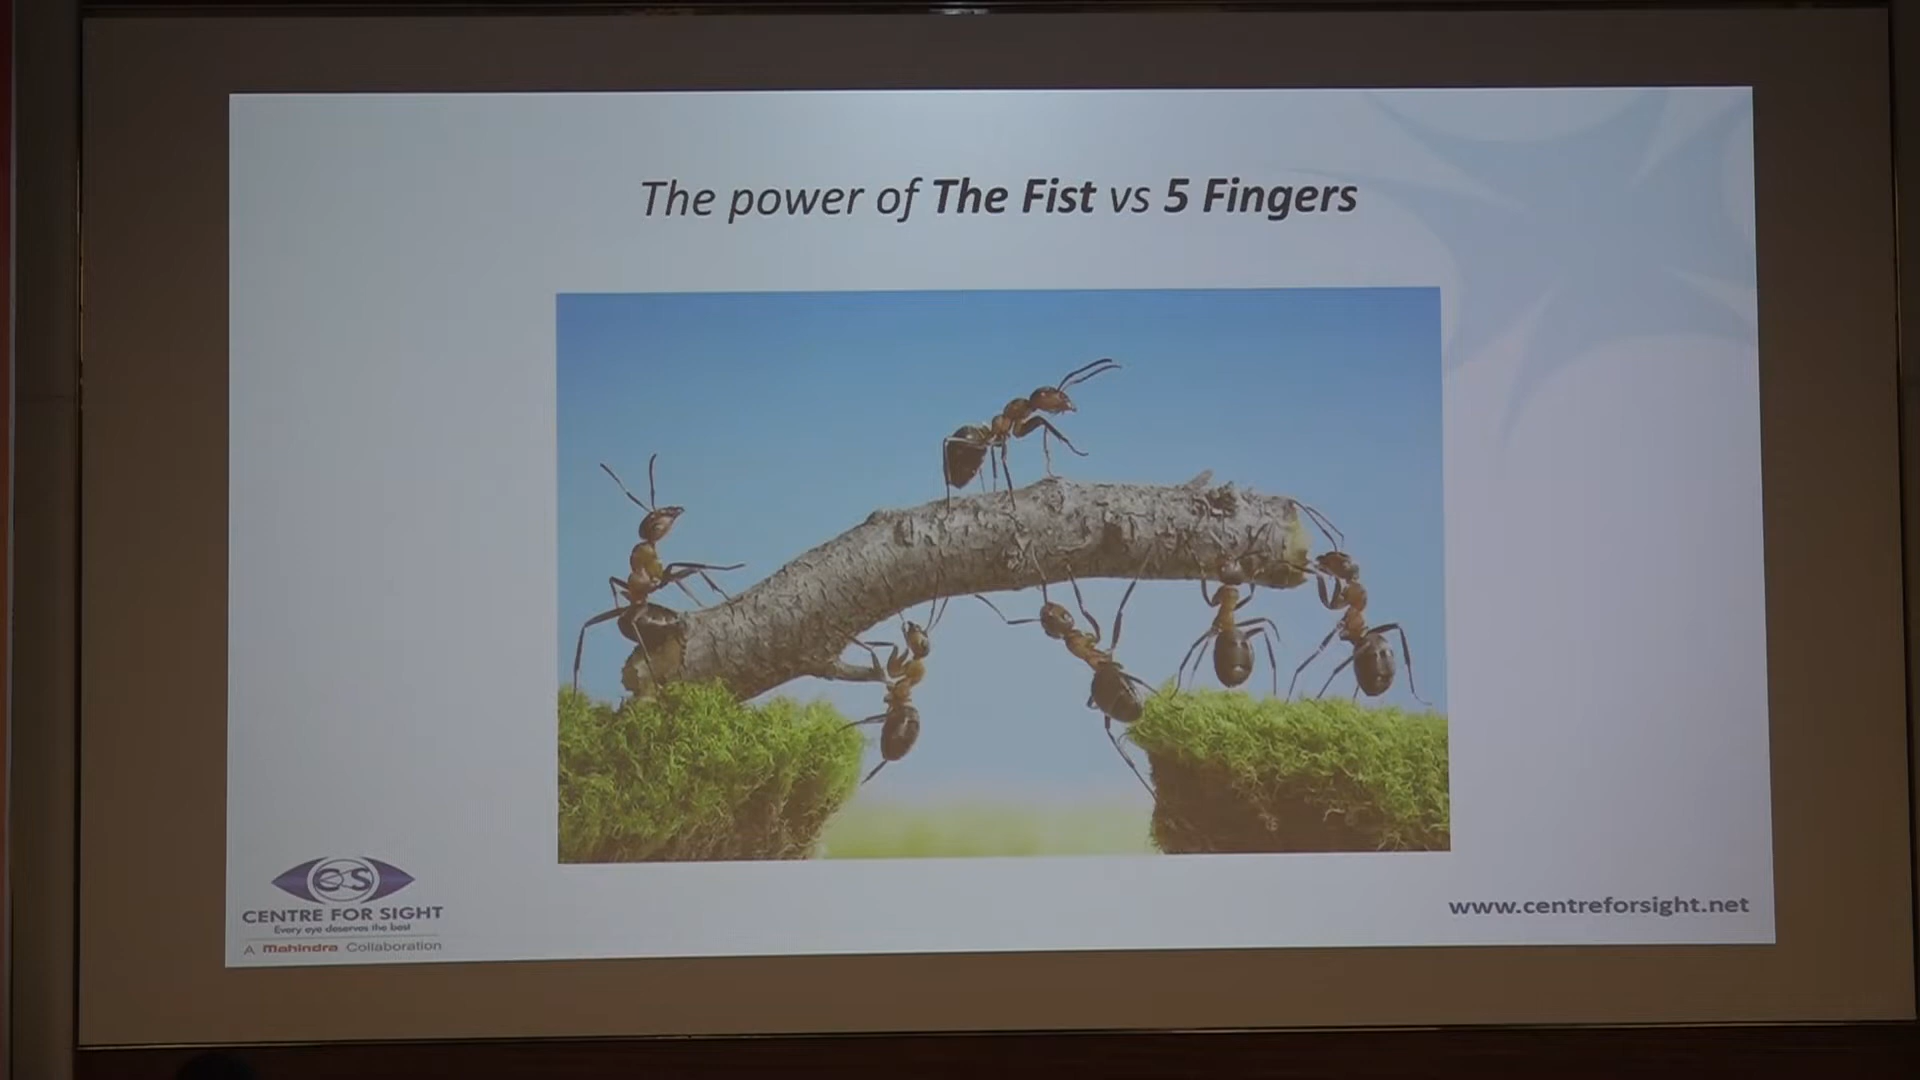 The power of The Fist vs 5 Fingers
CS
CENTRE FOR SIGHT
Every eye deserves the best
A Mahindra Collaboration
www.centreforsight.net